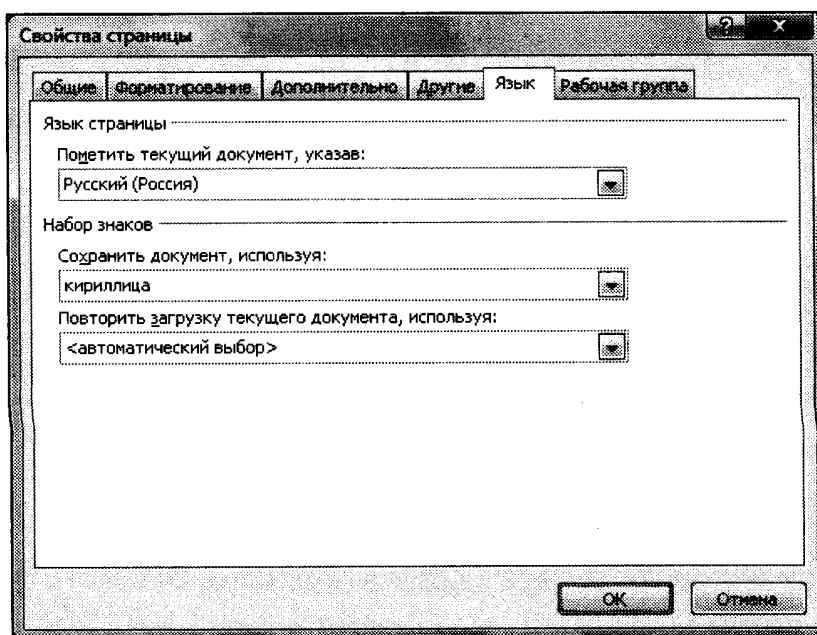 Свойства страницы
?
X
Общие Форматирование Дополнительно Другие Язык Рабочая группа
Язык страницы
Пометить текущий документ, указав:
Русский (Россия)
Набор знаков
Сохранить документ, используя:
кириллица
Повторить загрузку текущего документа, используя:
<автоматический выбор>
ОК Отмена